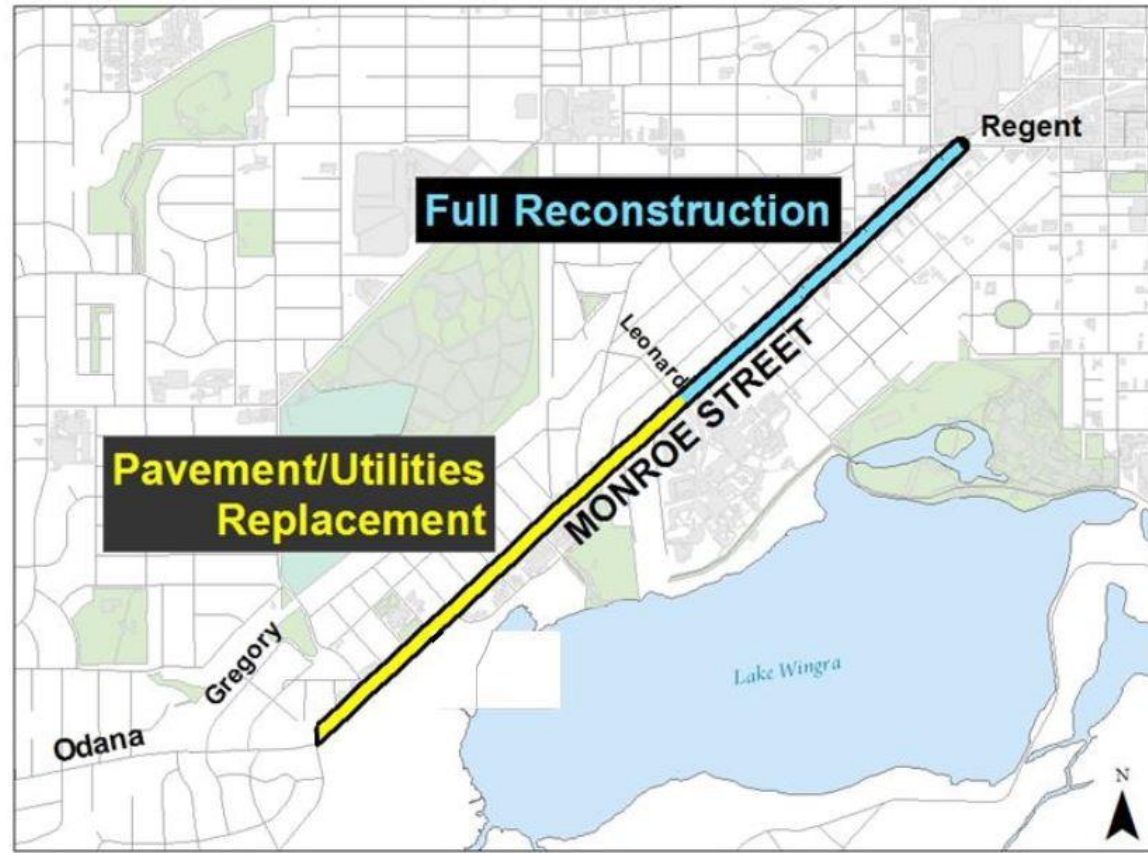 Regent
Full Reconstruction
Leonard
MONROE STREET
Pavement/Utilities
Replacement
Gregory
Lake Wingra
Odana
N